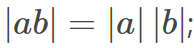 |ab| = |a| |b|;